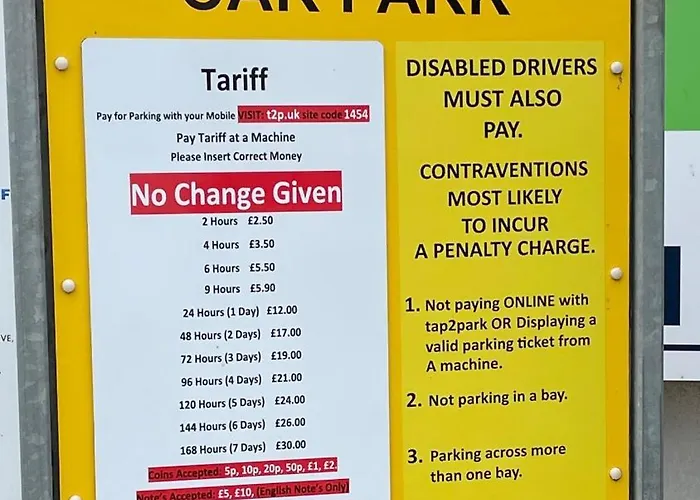 CAR PARK
Tariff
Pay for Parking with your Mobile VISIT: t2p.uk site code 1454
Pay Tariff at a Machine
Please Insert Correct Money
No Change Given
2 Hours £2.50
4 Hours £3.50
6 Hours £5.50
9 Hours £5.90
24 Hours (1 Day) £12.00
48 Hours (2 Days) £17.00
72 Hours (3 Days) £19.00
96 Hours (4 Days) £21.00
120 Hours (5 Days) £24.00
144 Hours (6 Days) £26.00
168 Hours (7 Days) £30.00
Coins Accepted: 5p, 10p, 20p, 50p, £1, £2.
Note's Accepted: £5, £10, (English Note's Only)
DISABLED DRIVERS
MUST ALSO
PAY.
CONTRAVENTIONS
MOST LIKELY
TO INCUR
A PENALTY CHARGE.
1. Not paying ONLINE with
tap2park OR Displaying a
valid parking ticket from
A machine.
2. Not parking in a bay.
3. Parking across more
than one bay.